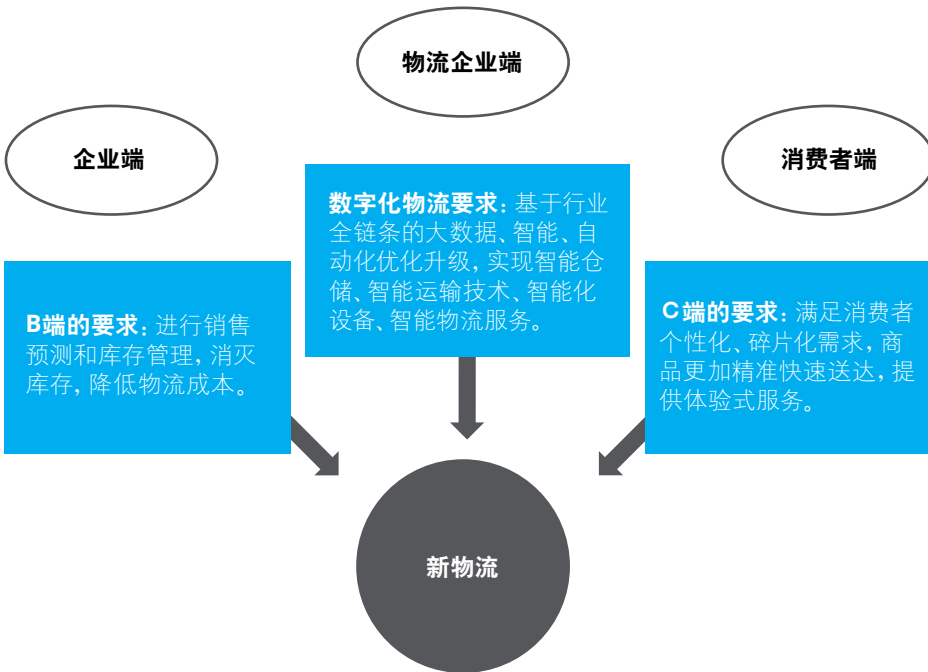 物流企业端
企业端
消费者端
数字化物流要求：基于行业
全链条的大数据、智能、自
动化优化升级，实现智能仓
储、智能运输技术、智能化
设备、智能物流服务。
B端的要求：进行销售
预测和库存管理，消灭
库存，降低物流成本。
C端的要求：满足消费者
个性化、碎片化需求，商
品更加精准快速送达，提
供体验式服务。
新物流